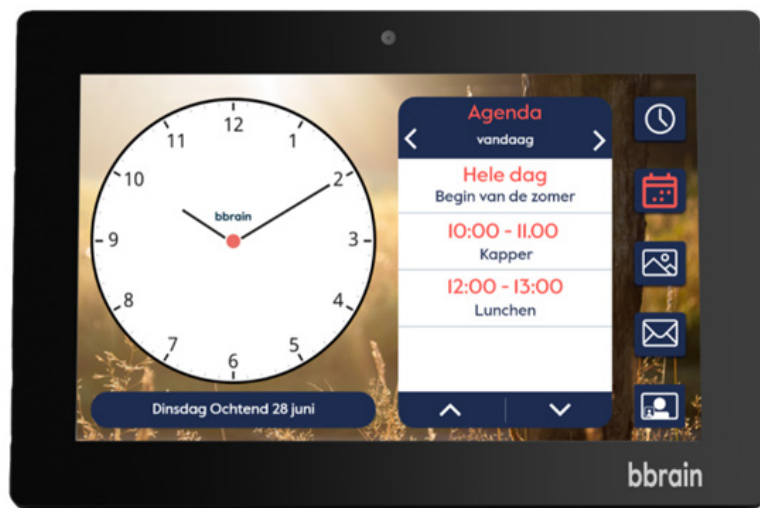 12
1
2
3
4
5
6
7
8
9
10
11
bbrain
Dinsdag Ochtend 28 juni
Agenda
vandaag
Hele dag
Begin van de zomer
10:00 - 11.00
Kapper
12:00 - 13:00
Lunchen
bbrain